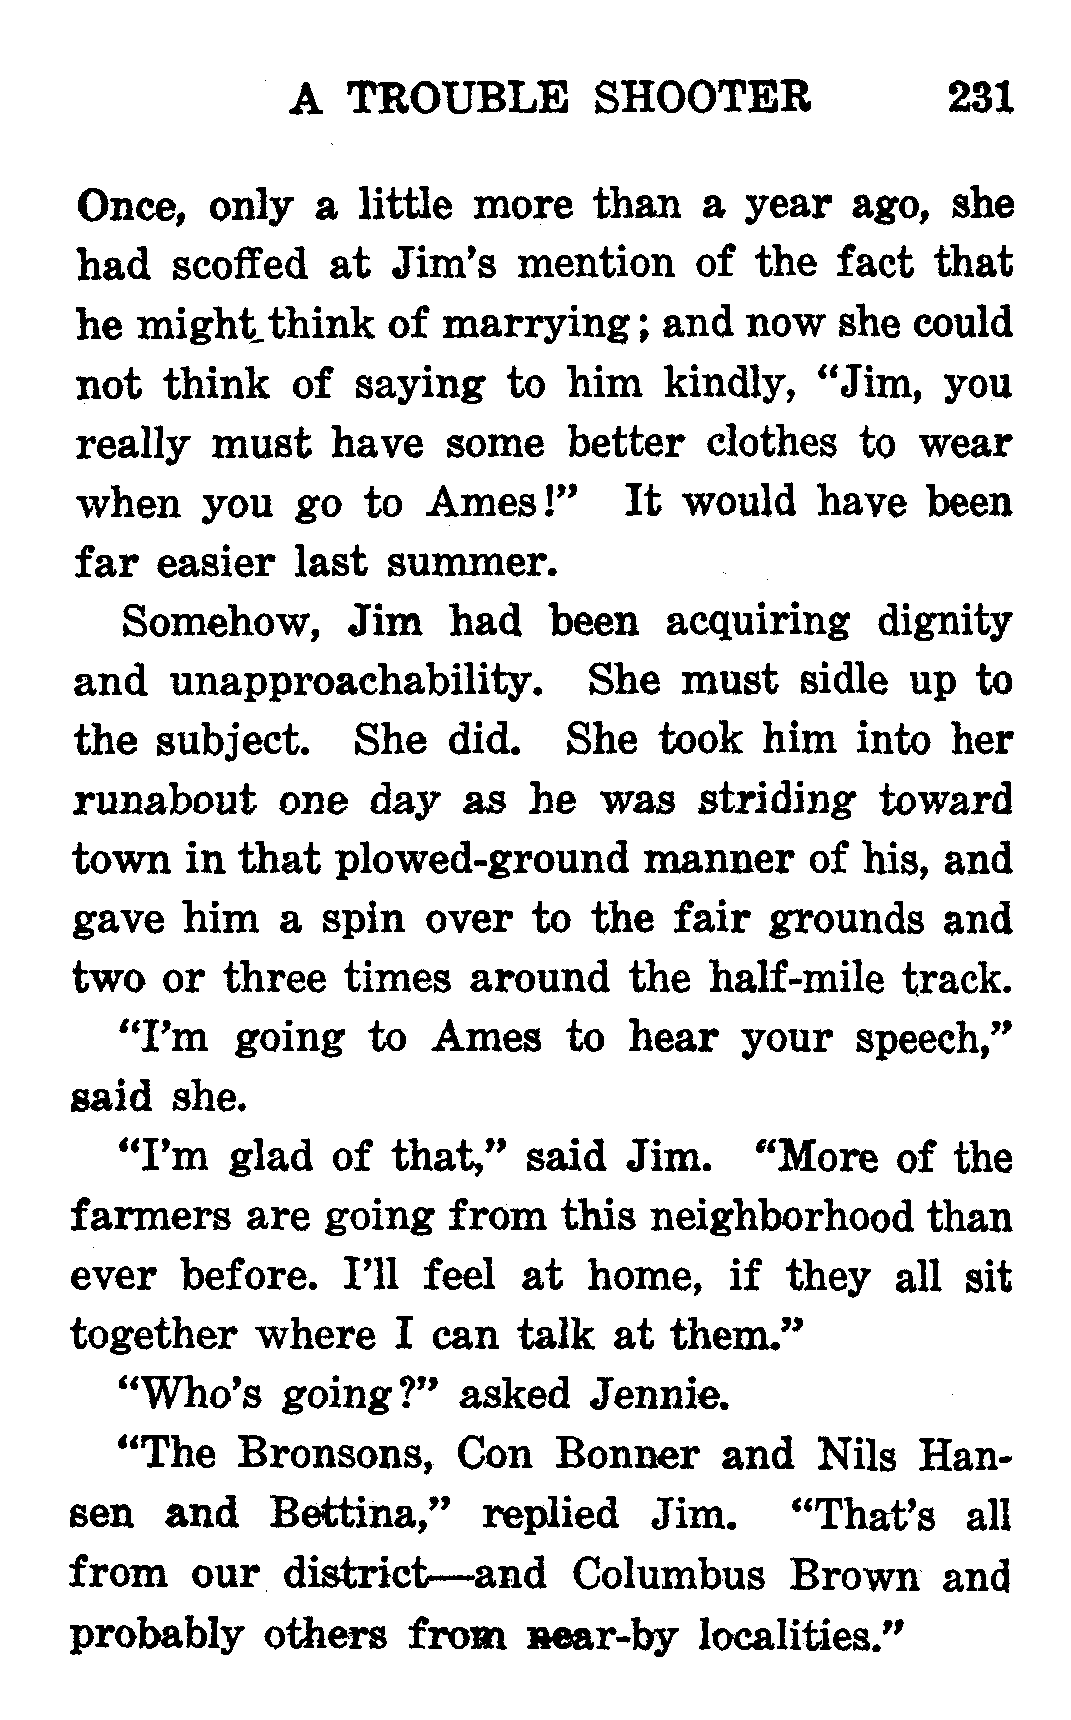 A TROUBLE SHOOTER 231
Once, only a little more than a year ago, she
had scoffed at Jim's mention of the fact that
he might think of marrying; and now she could
not think of saying to him kindly, “Jim, you
really must have some better clothes to wear
when you go to Ames!” It would have been
far easier last summer.
Somehow, Jim had been acquiring dignity
and unapproachability. She must sidle up to
the subject. She did. She took him into her
runabout one day as he was striding toward
town in that plowed-ground manner of his, and
gave him a spin over to the fair grounds and
two or three times around the half-mile track.
“I'm going to Ames to hear your speech,”
said she.
“I'm glad of that,” said Jim. “More of the
farmers are going from this neighborhood than
ever before. I'll feel at home, if they all sit
together where I can talk at them.”
“Who's going?” asked Jennie.
“The Bronsons, Con Bonner and Nils Han-
sen and Bettina,” replied Jim. “That's all
from our district—and Columbus Brown and
probably others from near-by localities.”